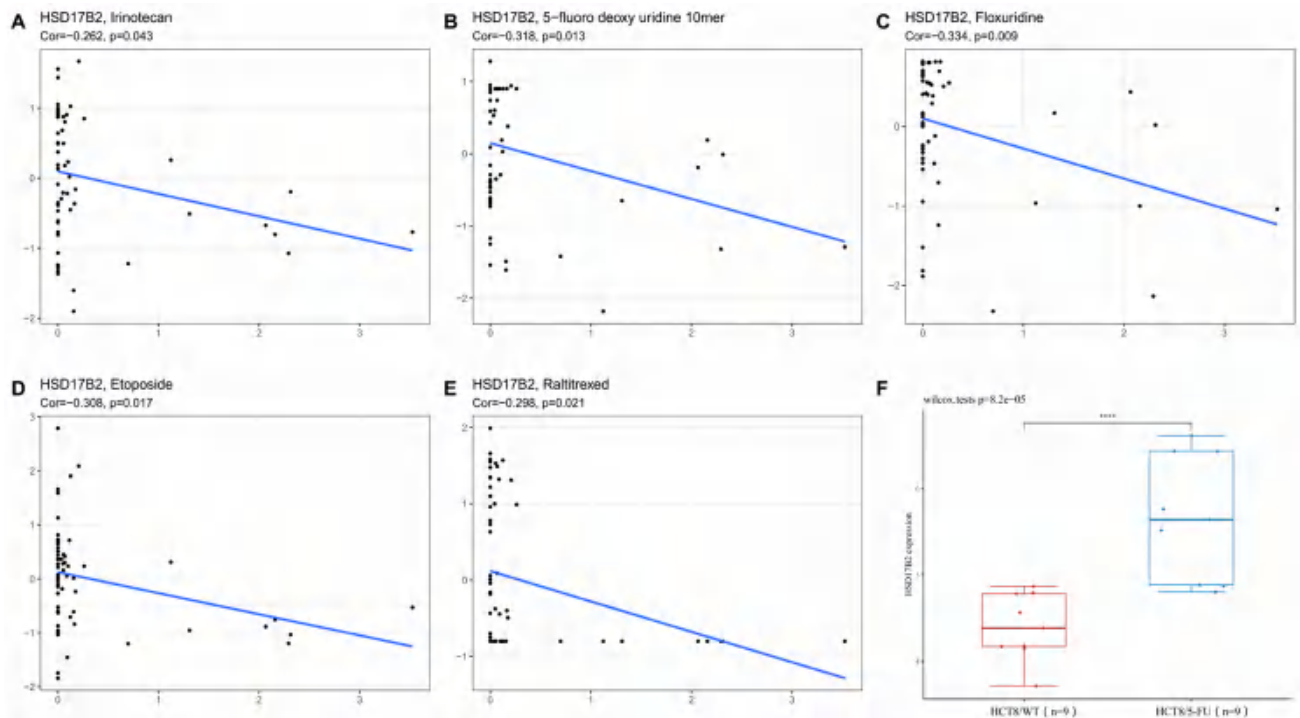 A
HSD17B2, Irinotecan
Cor=−0.262, p=0.043
1
0
−1
−2
0
1
2
3
B
HSD17B2, 5−fluoro deoxy uridine 10mer
Cor=−0.318, p=0.013
1
0
−1
−2
0
1
2
3
C
HSD17B2, Floxuridine
Cor=−0.334, p=0.009
0
−1
−2
0
1
2
3
D
HSD17B2, Etoposide
Cor=−0.308, p=0.017
3
2
1
0
−1
−2
0
1
2
3
E
HSD17B2, Raltitrexed
Cor=−0.298, p=0.021
2
1
0
−1
0
1
2
3
F
wilcox.tests p=8.2e−05
****
HSD17B2 expression
HCT8/WT ( n=9 )
HCT8/5-FU ( n=9 )